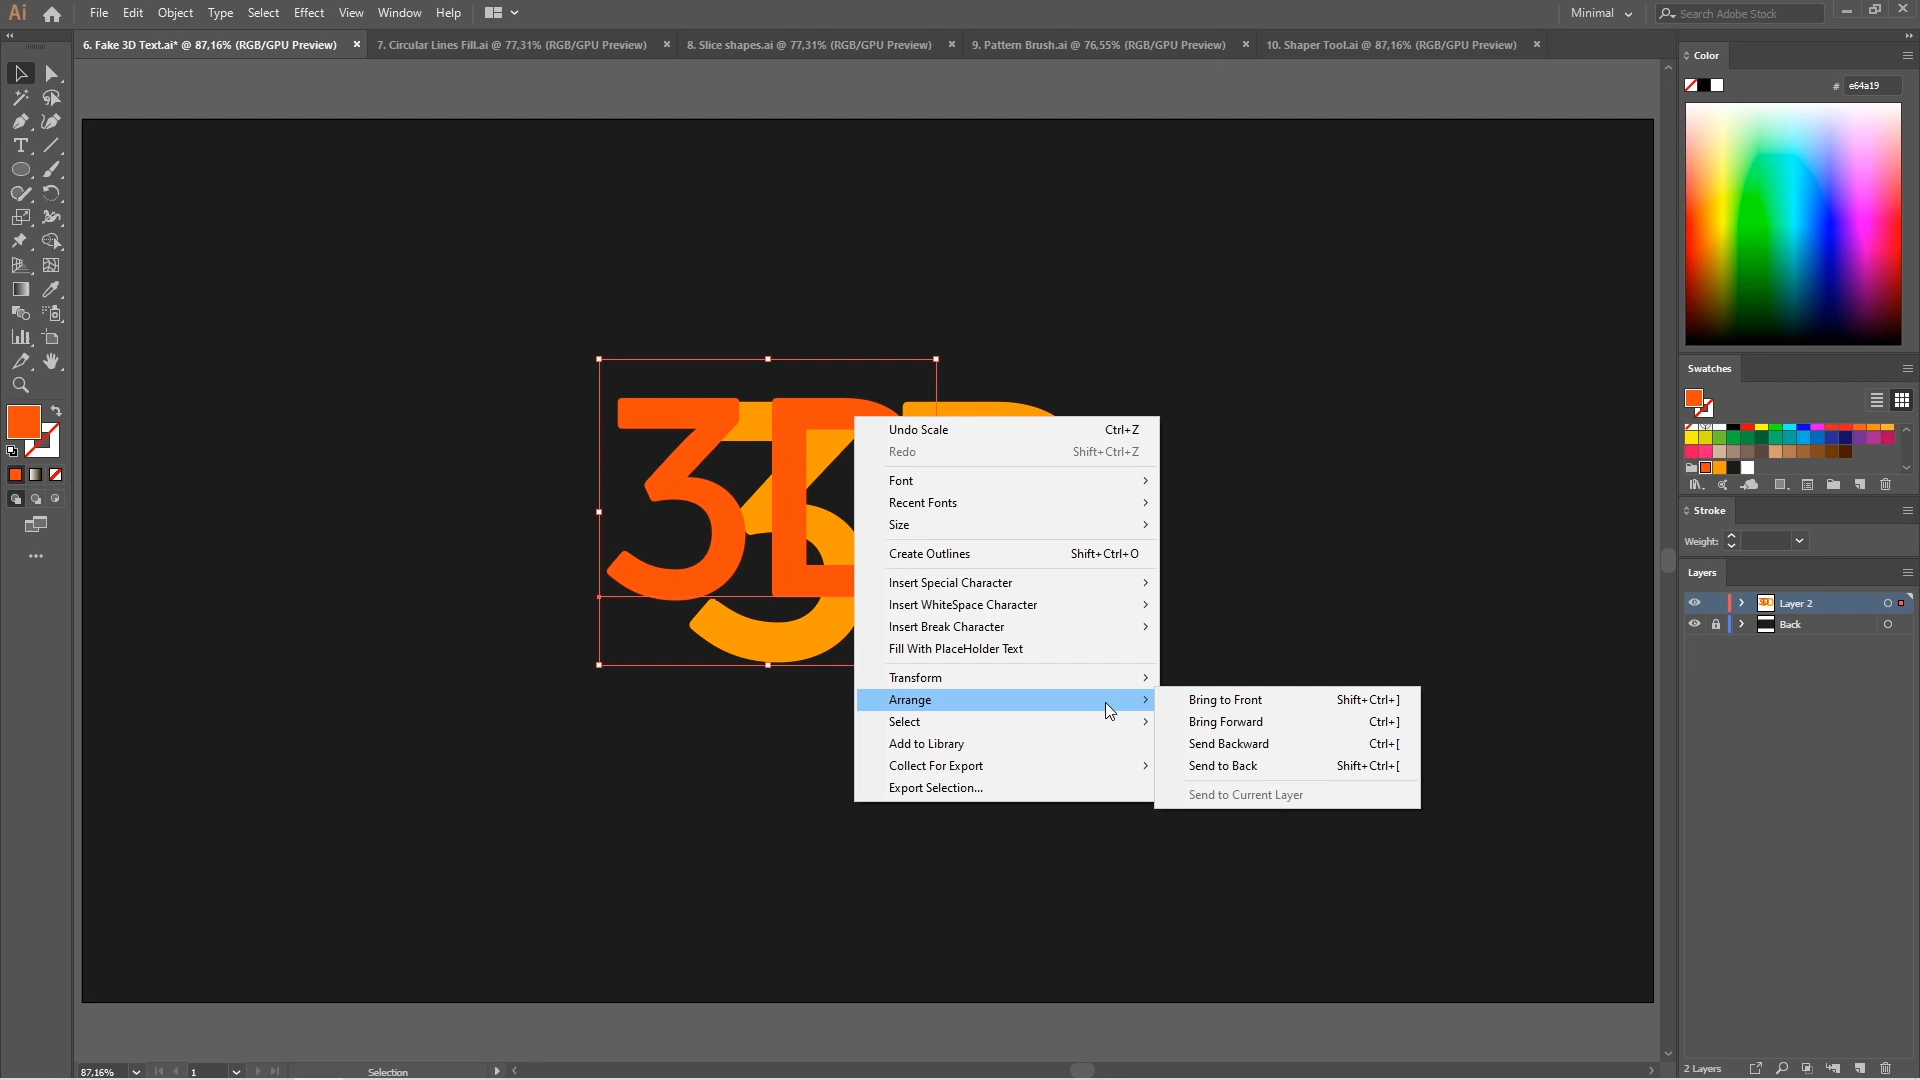 Ai File Edit Object Type Select Effect View Window Help Minimal Search Adobe Stock
6. Fake 3D Text.ai* @ 87,16% (RGB/GPU Preview) 7. Circular Lines Fill.ai @ 77,31% (RGB/GPU Preview) 8. Slice shapes.ai @ 77,31% (RGB/GPU Preview) 9. Pattern Brush.ai @ 76,55% (RGB/GPU Preview) 10. Shaper Tool.ai @ 87,16% (RGB/GPU Preview)
Color
# e64a19
Swatches
Stroke
Weight:
Layers
Layer 2
Back
3D
3D
Undo Scale Ctrl+Z
Redo Shift+Ctrl+Z
Font
Recent Fonts
Size
Create Outlines Shift+Ctrl+O
Insert Special Character
Insert WhiteSpace Character
Insert Break Character
Fill With PlaceHolder Text
Transform
Arrange
Select
Add to Library
Collect For Export
Export Selection...
Bring to Front Shift+Ctrl+]
Bring Forward Ctrl+]
Send Backward Ctrl+[
Send to Back Shift+Ctrl+[
Send to Current Layer
87,16% 1 Selection
2 Layers